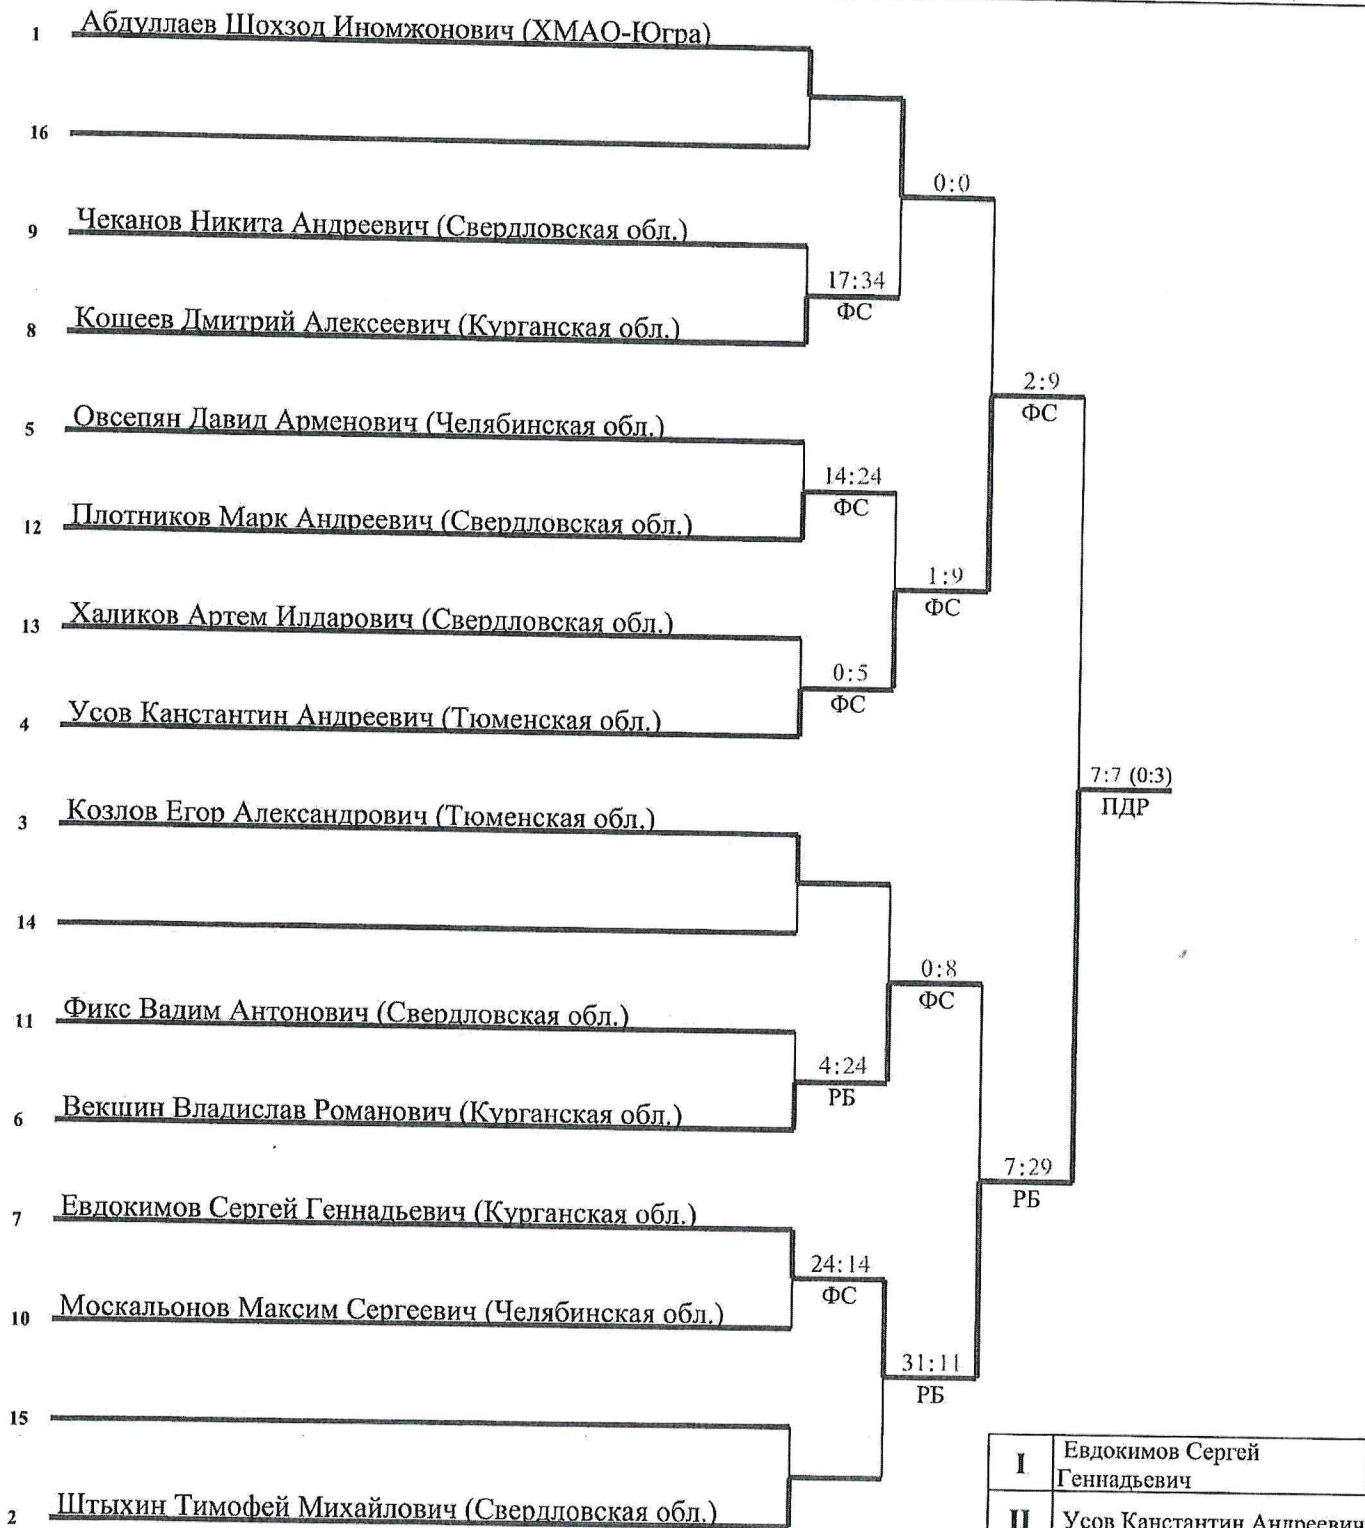 1 Абдуллаев Шохзод Иномжонович (ХМАО-Югра)
16
0:0
9 Чеканов Никита Андреевич (Свердловская обл.)
17:34
ФС
8 Кощеев Дмитрий Алексеевич (Курганская обл.)
2:9
ФС
5 Овсепян Давид Арменович (Челябинская обл.)
14:24
ФС
12 Плотников Марк Андреевич (Свердловская обл.)
1:9
ФС
13 Халиков Артем Илдарович (Свердловская обл.)
0:5
ФС
4 Усов Канстантин Андреевич (Тюменская обл.)
7:7 (0:3)
ПДР
3 Козлов Егор Александрович (Тюменская обл.)
14
0:8
ФС
11 Фикс Вадим Антонович (Свердловская обл.)
4:24
РБ
6 Векшин Владислав Романович (Курганская обл.)
7:29
РБ
7 Евдокимов Сергей Геннадьевич (Курганская обл.)
24:14
ФС
10 Москальонов Максим Сергеевич (Челябинская обл.)
31:11
РБ
15
I Евдокимов Сергей
Геннадьевич
2 Штыхин Тимофей Михайлович (Свердловская обл.)
II Усов Канстантин Андреевич